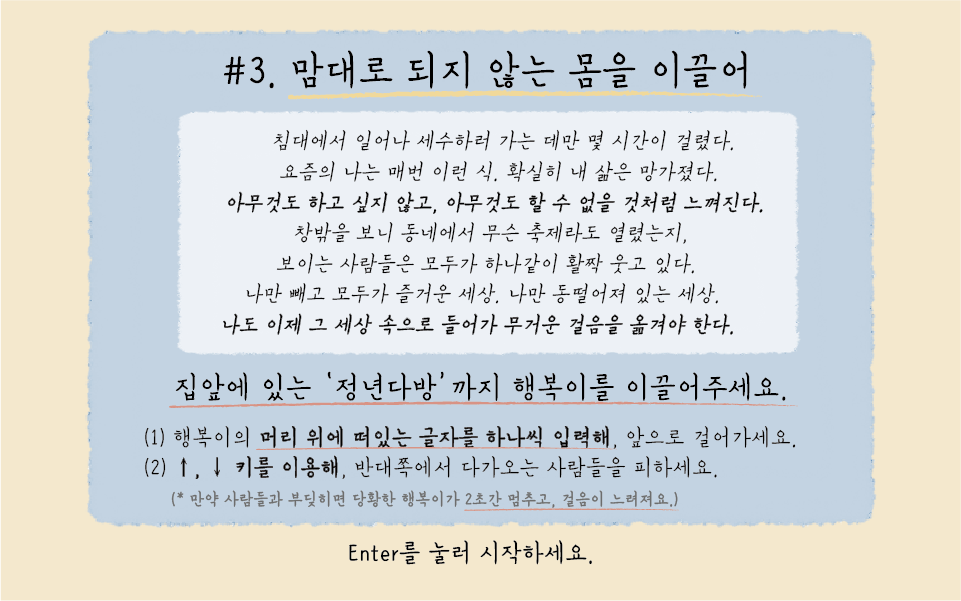 #3. 맘대로 되지 않는 몸을 이끌어
침대에서 일어나 세수하러 가는 데만 몇 시간이 걸렸다.
요즘의 나는 매번 이런 식. 확실히 내 삶은 망가졌다.
아무것도 하고 싶지 않고, 아무것도 할 수 없을 것처럼 느껴진다.
창밖을 보니 동네에서 무슨 축제라도 열렸는지,
보이는 사람들은 모두가 하나같이 활짝 웃고 있다.
나만 빼고 모두가 즐거운 세상. 나만 동떨어져 있는 세상.
나도 이제 그 세상 속으로 들어가 무거운 걸음을 옮겨야 한다.
집앞에 있는 '정년다방'까지 행복이를 이끌어주세요.
(1) 행복이의 머리 위에 떠있는 글자를 하나씩 입력해, 앞으로 걸어가세요.
(2) ↑, ↓ 키를 이용해, 반대쪽에서 다가오는 사람들을 피하세요.
(* 만약 사람들과 부딪히면 당황한 행복이가 2초간 멈추고, 걸음이 느려져요.)
Enter를 눌러 시작하세요.